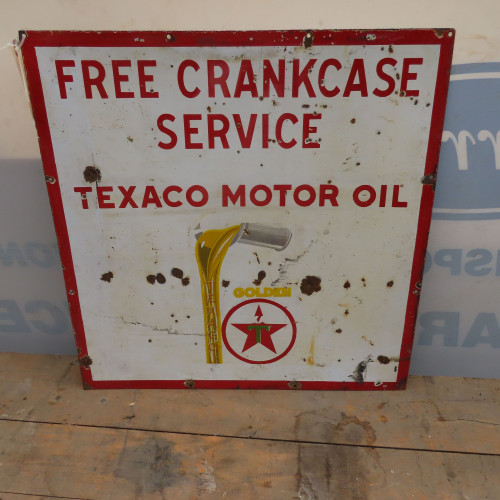 FREE CRANKCASE
SERVICE
TEXACO MOTOR OIL
GOLDEN
T